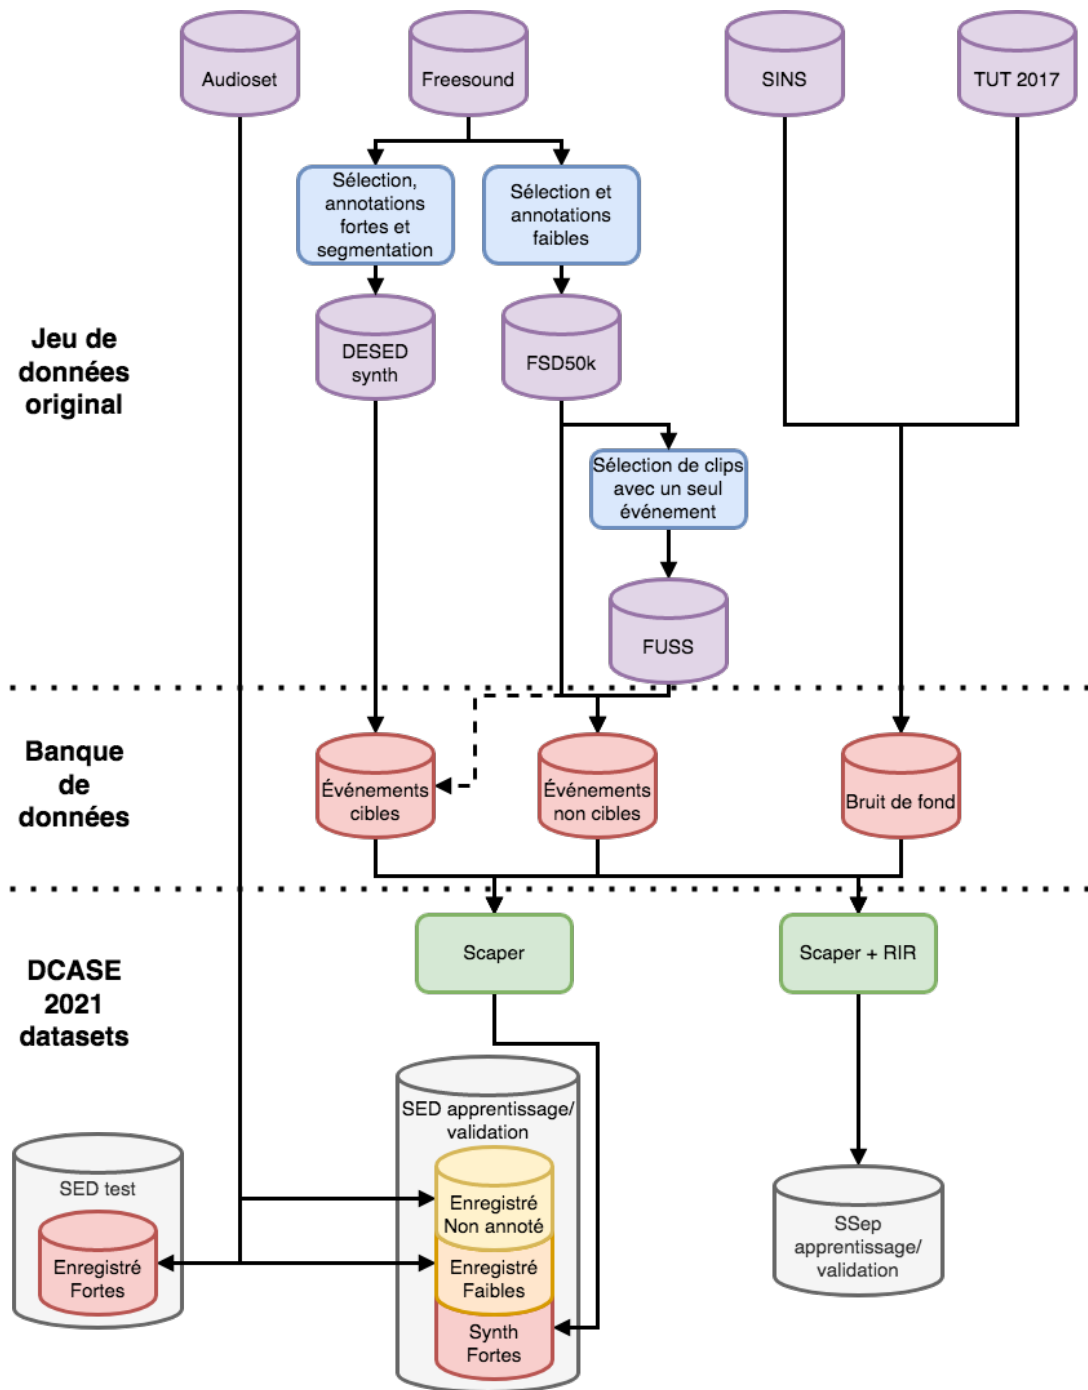 Audioset
Freesound
SINS
TUT 2017
Sélection,
annotations
fortes et
segmentation
Sélection et
annotations
faibles
Jeu de
données
original
DESED
synth
FSD50k
Sélection de clips
avec un seul
événement
FUSS
Banque
de
données
Événements
cibles
Événements
non cibles
Bruit de fond
DCASE
2021
datasets
Scaper
Scaper + RIR
SED test
Enregistré
Fortes
SED apprentissage/
validation
Enregistré
Non annoté
Enregistré
Faibles
Synth
Fortes
SSep
apprentissage/
validation